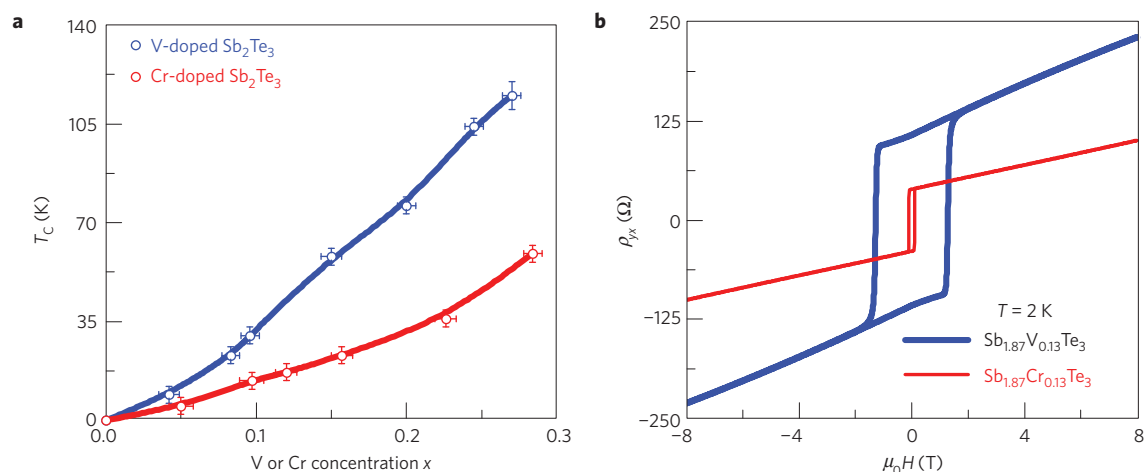 a
140
105
70
35
0
0.0
0.1
0.2
0.3
T_C (K)
V or Cr concentration x
V-doped Sb₂Te₃
Cr-doped Sb₂Te₃
b
250
125
0
−125
−250
−8
−4
0
4
8
ρ_yx (Ω)
μ₀H (T)
T = 2 K
Sb₁.₈₇V₀.₁₃Te₃
Sb₁.₈₇Cr₀.₁₃Te₃